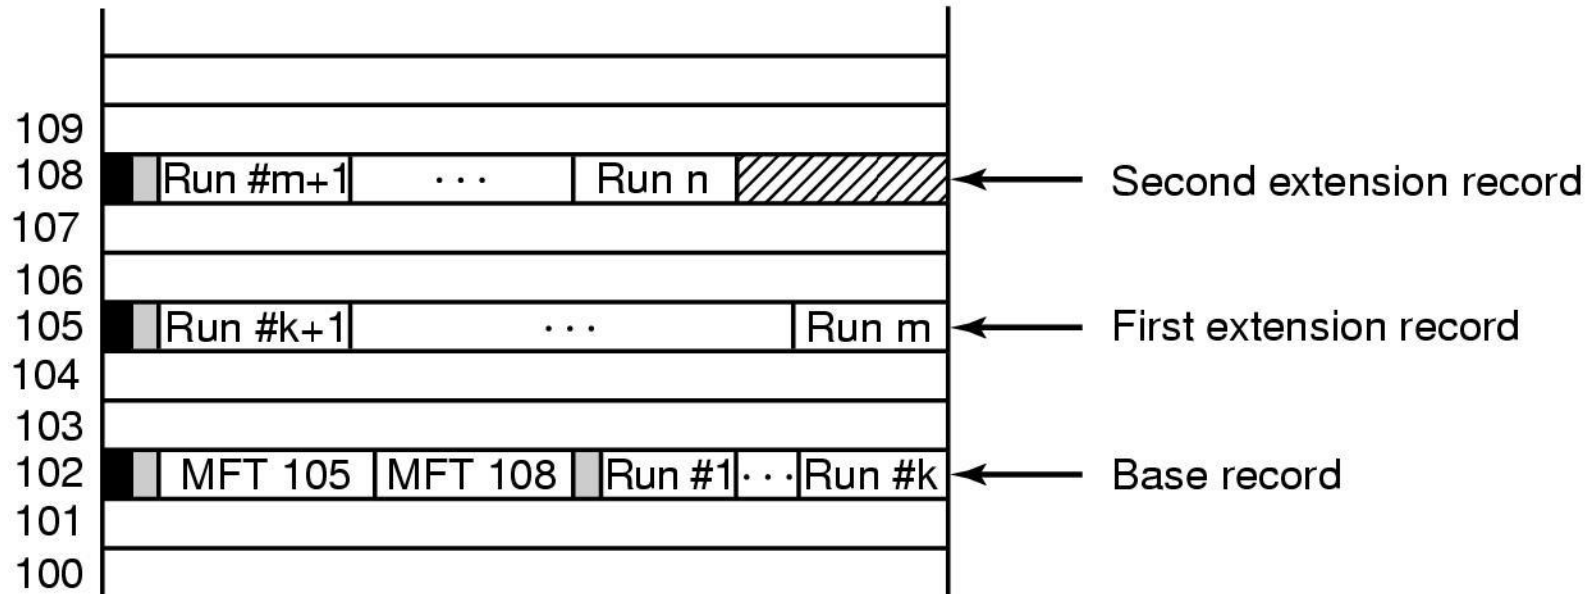 109
108 Run #m+1 ... Run n Second extension record
107
106
105 Run #k+1 ... Run m First extension record
104
103
102 MFT 105 MFT 108 Run #1 ... Run #k Base record
101
100